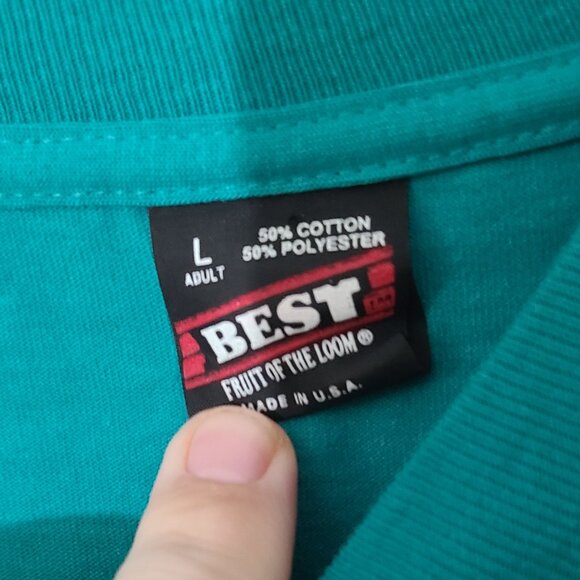 L
ADULT
50% COTTON
50% POLYESTER
BEST
FRUIT OF THE LOOM®
MADE IN U.S.A.